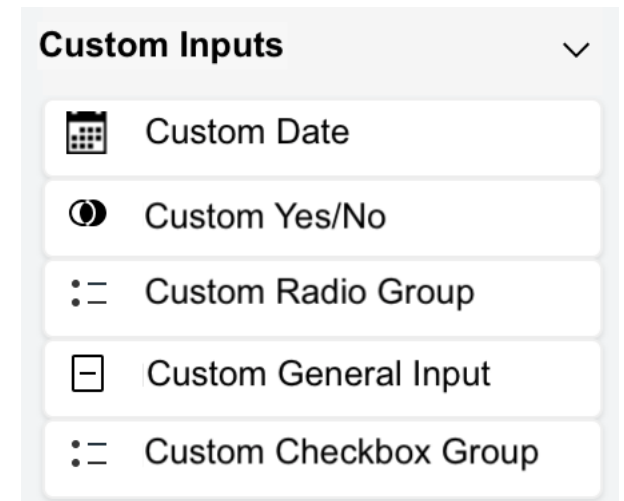 Custom Inputs
Custom Date
Custom Yes/No
Custom Radio Group
Custom General Input
Custom Checkbox Group